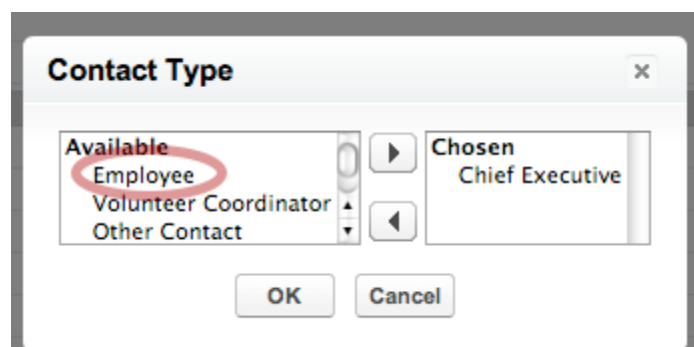 Contact Type
Available
Employee
Volunteer Coordinator
Other Contact
Chosen
Chief Executive
OK
Cancel